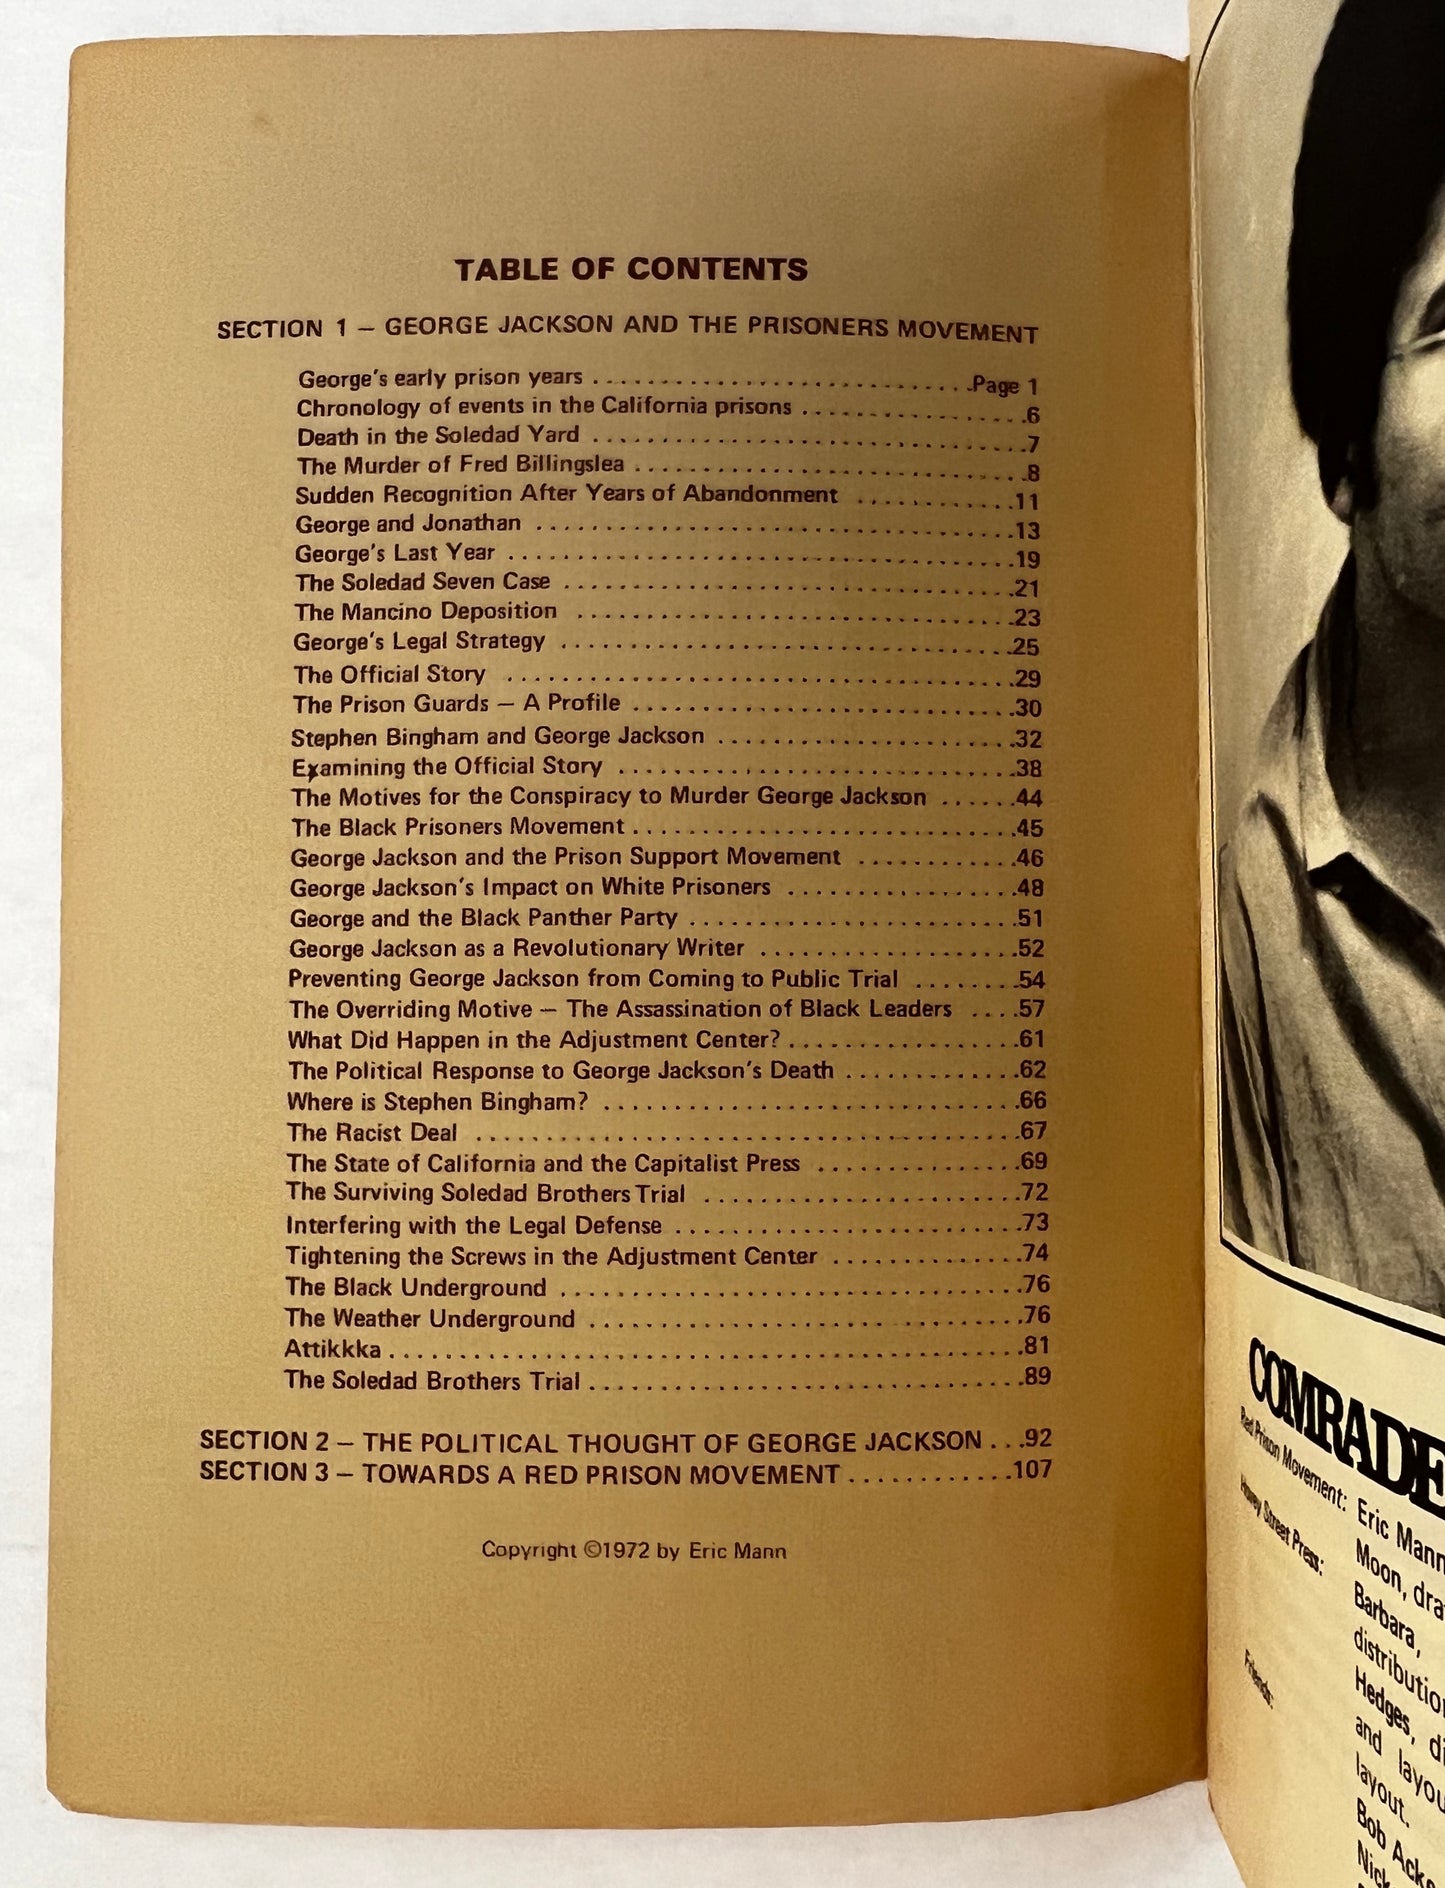 TABLE OF CONTENTS
SECTION 1 – GEORGE JACKSON AND THE PRISONERS MOVEMENT
George's early prison years . . . . . . . . . . . . . . . . . . . . . . . . . . . . Page 1
Chronology of events in the California prisons . . . . . . . . . . . . . . . . . .6
Death in the Soledad Yard . . . . . . . . . . . . . . . . . . . . . . . . . . . . . . . . .7
The Murder of Fred Billingslea . . . . . . . . . . . . . . . . . . . . . . . . . . . . . .8
Sudden Recognition After Years of Abandonment . . . . . . . . . . . .11
George and Jonathan . . . . . . . . . . . . . . . . . . . . . . . . . . . . . . . . . . . .13
George's Last Year . . . . . . . . . . . . . . . . . . . . . . . . . . . . . . . . . . . . . .19
The Soledad Seven Case . . . . . . . . . . . . . . . . . . . . . . . . . . . . . . . . . .21
The Mancino Deposition . . . . . . . . . . . . . . . . . . . . . . . . . . . . . . . . .23
George's Legal Strategy . . . . . . . . . . . . . . . . . . . . . . . . . . . . . . . . . .25
The Official Story . . . . . . . . . . . . . . . . . . . . . . . . . . . . . . . . . . . . . .29
The Prison Guards – A Profile . . . . . . . . . . . . . . . . . . . . . . . . . . . . .30
Stephen Bingham and George Jackson . . . . . . . . . . . . . . . . . . . . . .32
Examining the Official Story . . . . . . . . . . . . . . . . . . . . . . . . . . . . . .38
The Motives for the Conspiracy to Murder George Jackson . . . . . .44
The Black Prisoners Movement . . . . . . . . . . . . . . . . . . . . . . . . . . . . .45
George Jackson and the Prison Support Movement . . . . . . . . . . . .46
George Jackson's Impact on White Prisoners . . . . . . . . . . . . . . . . .48
George and the Black Panther Party . . . . . . . . . . . . . . . . . . . . . . . .51
George Jackson as a Revolutionary Writer . . . . . . . . . . . . . . . . . . .52
Preventing George Jackson from Coming to Public Trial . . . . . . . .54
The Overriding Motive – The Assassination of Black Leaders . . . .57
What Did Happen in the Adjustment Center? . . . . . . . . . . . . . . . . .61
The Political Response to George Jackson's Death . . . . . . . . . . . . .62
Where is Stephen Bingham? . . . . . . . . . . . . . . . . . . . . . . . . . . . . . .66
The Racist Deal . . . . . . . . . . . . . . . . . . . . . . . . . . . . . . . . . . . . . . .67
The State of California and the Capitalist Press . . . . . . . . . . . . . . .69
The Surviving Soledad Brothers Trial . . . . . . . . . . . . . . . . . . . . . . .72
Interfering with the Legal Defense . . . . . . . . . . . . . . . . . . . . . . . . .73
Tightening the Screws in the Adjustment Center . . . . . . . . . . . . . .74
The Black Underground . . . . . . . . . . . . . . . . . . . . . . . . . . . . . . . . .76
The Weather Underground . . . . . . . . . . . . . . . . . . . . . . . . . . . . . . .76
Attikkka . . . . . . . . . . . . . . . . . . . . . . . . . . . . . . . . . . . . . . . . . . . . .81
The Soledad Brothers Trial . . . . . . . . . . . . . . . . . . . . . . . . . . . . . . .89
SECTION 2 – THE POLITICAL THOUGHT OF GEORGE JACKSON . . .92
SECTION 3 – TOWARDS A RED PRISON MOVEMENT . . . . . . . . . . . .107
Copyright ©1972 by Eric Mann
COMRADE
Red Prison Movement: Eric Mann
Moon,
Hovey Street Press: Barbara,
Hedges,
and
layout.
Friends: Bob